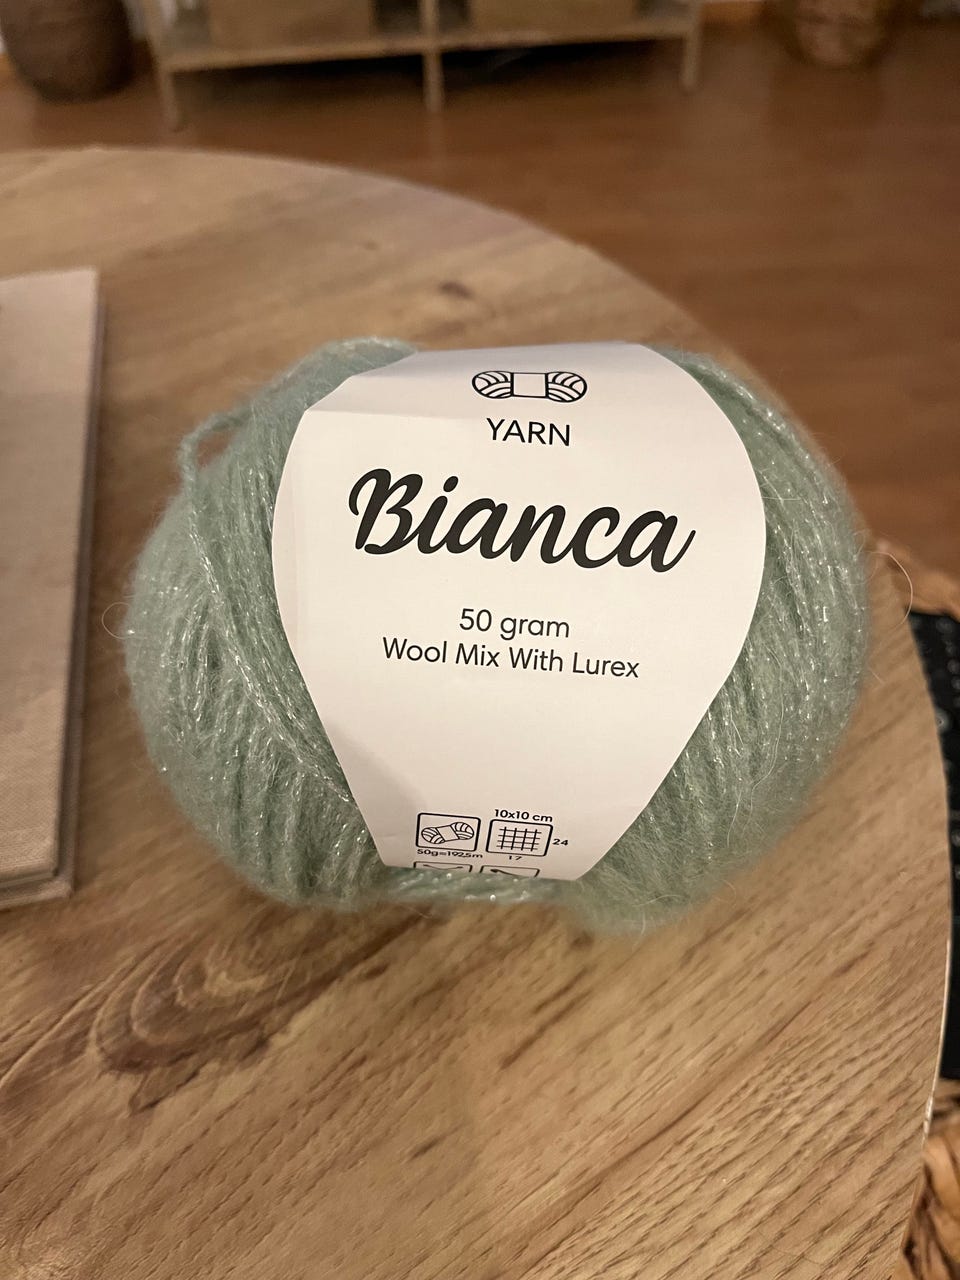 YARN
Bianca
50 gram
Wool Mix With Lurex
10x10 cm
24
50g=192,5m
17